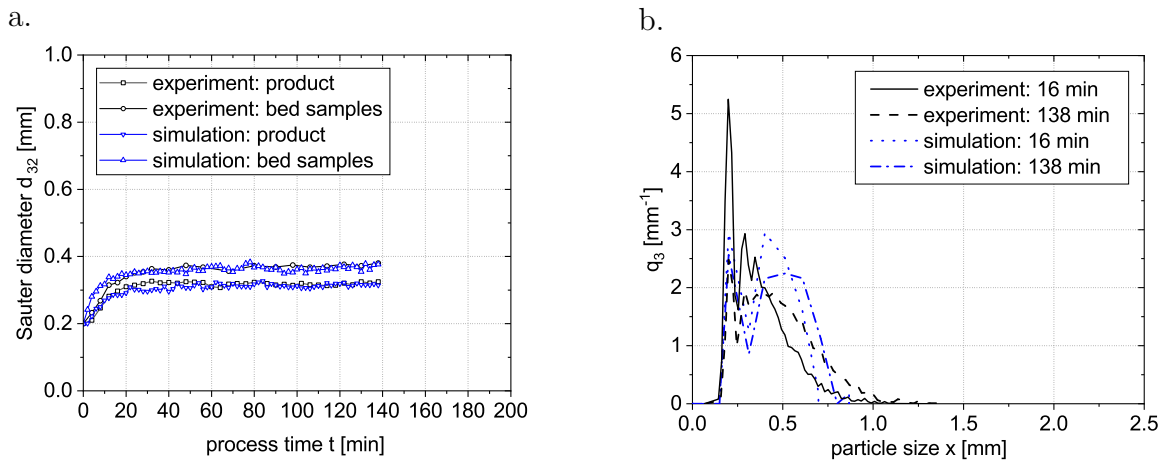 a.
1.0
0.8
0.6
0.4
0.2
0.0
Sauter diameter d32 [mm]
experiment: product
experiment: bed samples
simulation: product
simulation: bed samples
0 20 40 60 80 100 120 140 160 180 200
process time t [min]
b.
6
5
4
3
2
1
0
q3 [mm-1]
experiment: 16 min
experiment: 138 min
simulation: 16 min
simulation: 138 min
0.0 0.5 1.0 1.5 2.0 2.5
particle size x [mm]